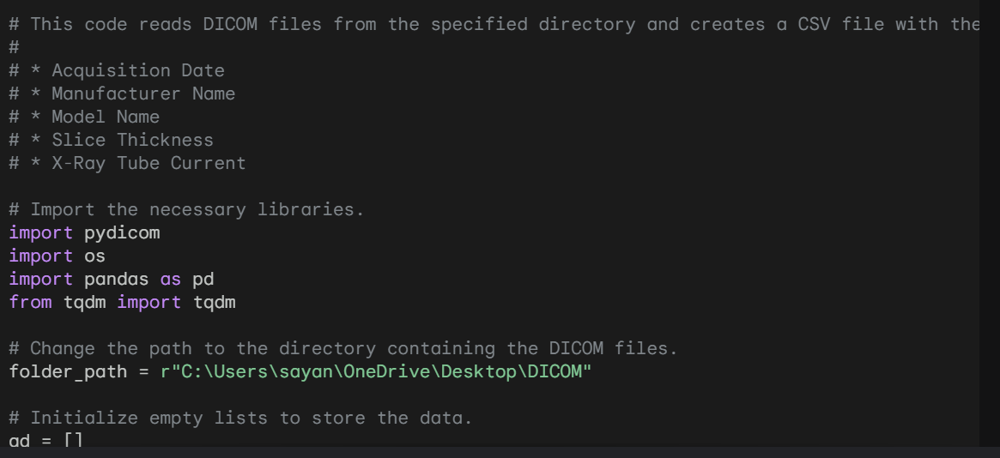 # This code reads DICOM files from the specified directory and creates a CSV file with the
#
# * Acquisition Date
# * Manufacturer Name
# * Model Name
# * Slice Thickness
# * X-Ray Tube Current
# Import the necessary libraries.
import pydicom
import os
import pandas as pd
from tqdm import tqdm
# Change the path to the directory containing the DICOM files.
folder_path = r"C:\Users\sayan\OneDrive\Desktop\DICOM"
# Initialize empty lists to store the data.
ad = []